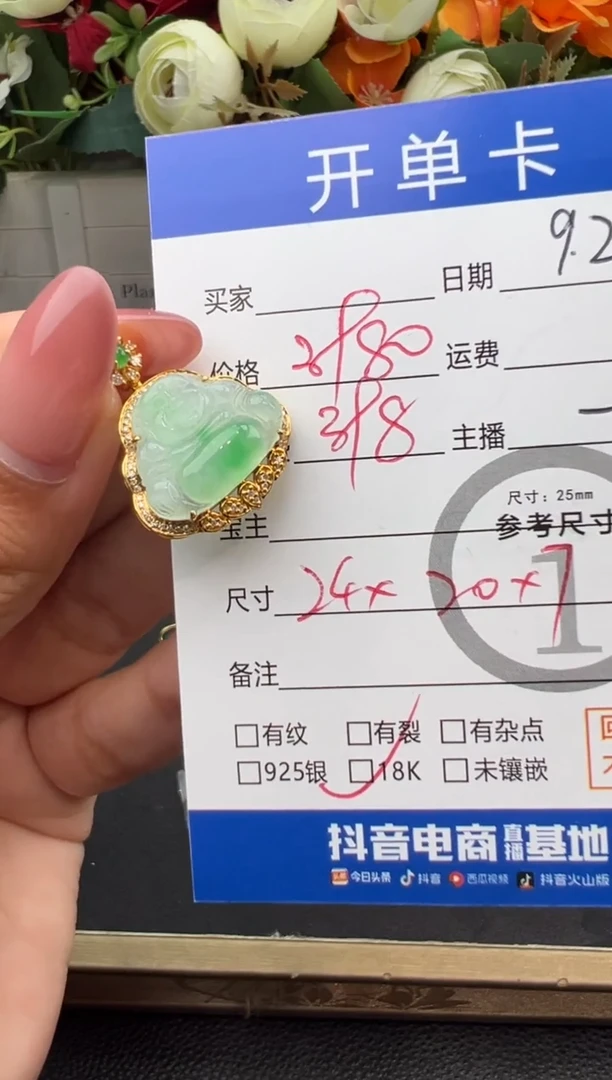 开单卡
买家 日期 9.2
价格 运费
主播
尺寸：25mm
宝主 参考尺寸
1
尺寸 24×20×7
备注
□有纹 □有裂 □有杂点
□925银 □18K □未镶嵌
抖音电商直播基地
今日头条 抖音 西瓜视频 抖音火山版